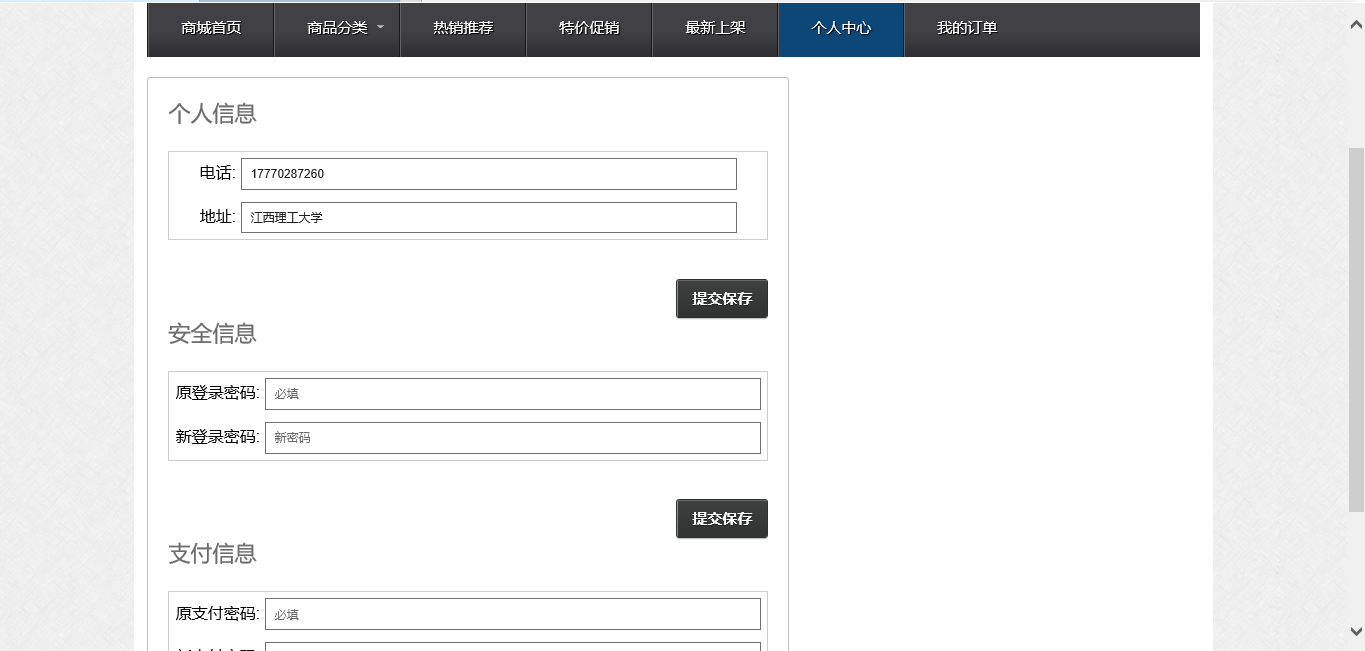 商城首页 商品分类 热销推荐 特价促销 最新上架 个人中心 我的订单
个人信息
电话: 17770287260
地址: 江西理工大学
提交保存
安全信息
原登录密码: 必填
新登录密码: 新密码
提交保存
支付信息
原支付密码: 必填